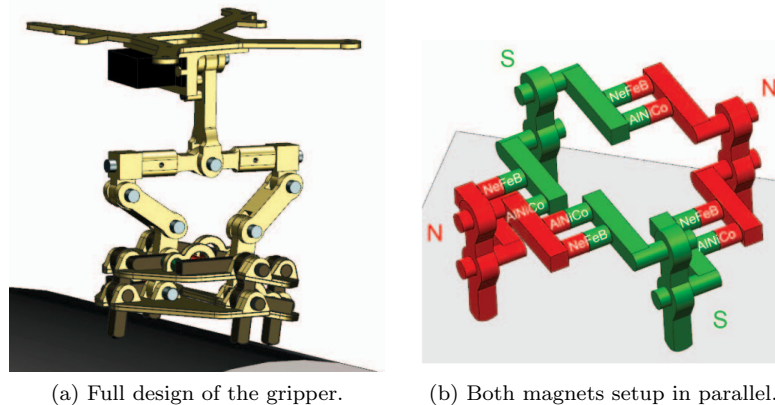 S
N
NeFeB
AlNiCo
NeFeB
AlNiCo
AlNiCo
NeFeB
NeFeB
AlNiCo
N
S
(a) Full design of the gripper.
(b) Both magnets setup in parallel.